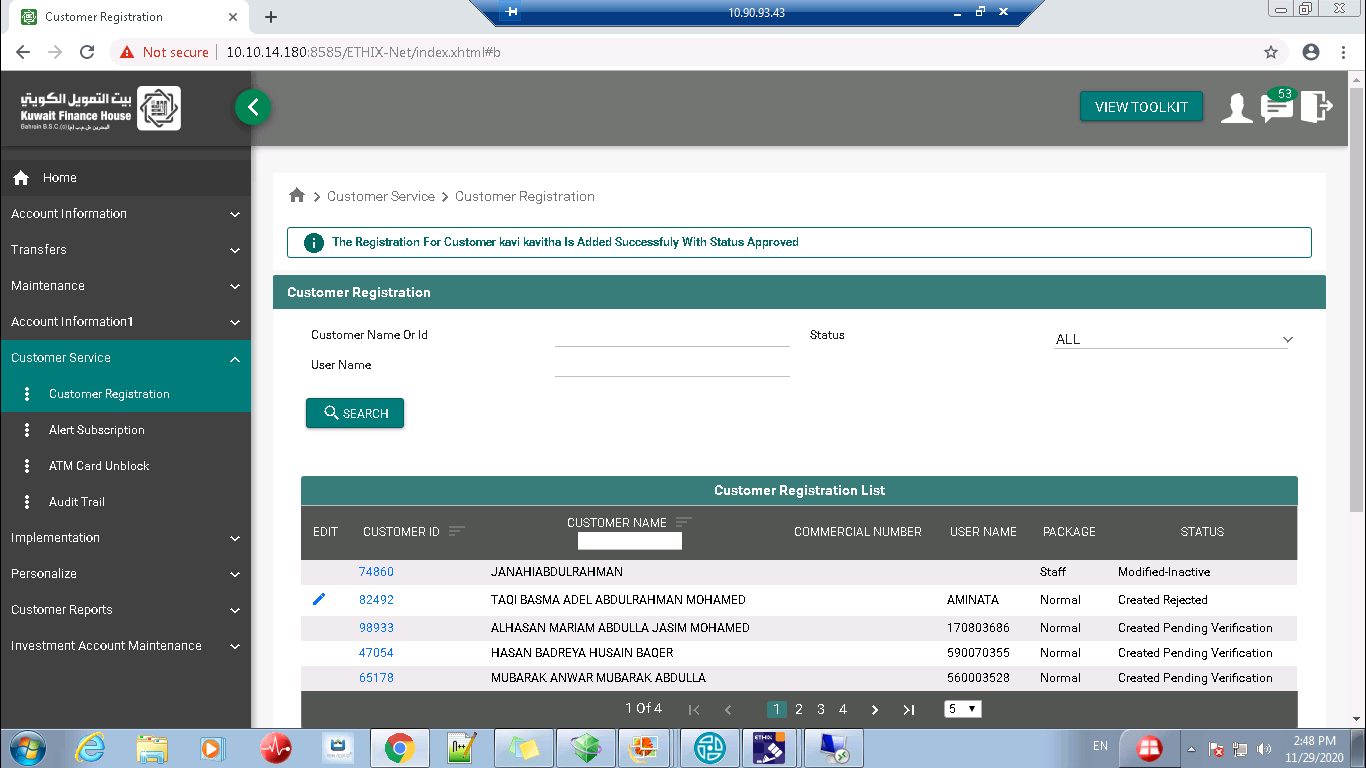 Customer Registration
10.90.93.43
Not secure
10.10.14.180:8585/ETHIX-Net/index.xhtml#b
بيت التمويل الكويتي
Kuwait Finance House
VIEW TOOLKIT
53
Home
Account Information
Transfers
Maintenance
Account Information1
Customer Service
Customer Registration
Alert Subscription
ATM Card Unblock
Audit Trail
Implementation
Personalize
Customer Reports
Investment Account Maintenance
Customer Service Customer Registration
The Registration For Customer kavi kavitha Is Added Successfuly With Status Approved
Customer Registration
Customer Name Or Id
Status
ALL
User Name
SEARCH
Customer Registration List
EDIT CUSTOMER ID CUSTOMER NAME COMMERCIAL NUMBER USER NAME PACKAGE STATUS
74860 JANAHIABDULRAHMAN Staff Modified-Inactive
82492 TAQI BASMA ADEL ABDULRAHMAN MOHAMED AMINATA Normal Created Rejected
98933 ALHASAN MARIAM ABDULLA JASIM MOHAMED 170803686 Normal Created Pending Verification
47054 HASAN BADREYA HUSAIN BAQER 590070355 Normal Created Pending Verification
65178 MUBARAK ANWAR MUBARAK ABDULLA 560003528 Normal Created Pending Verification
1 Of 4 1 2 3 4 5
ETHIX
EN
2:48 PM
11/29/2020